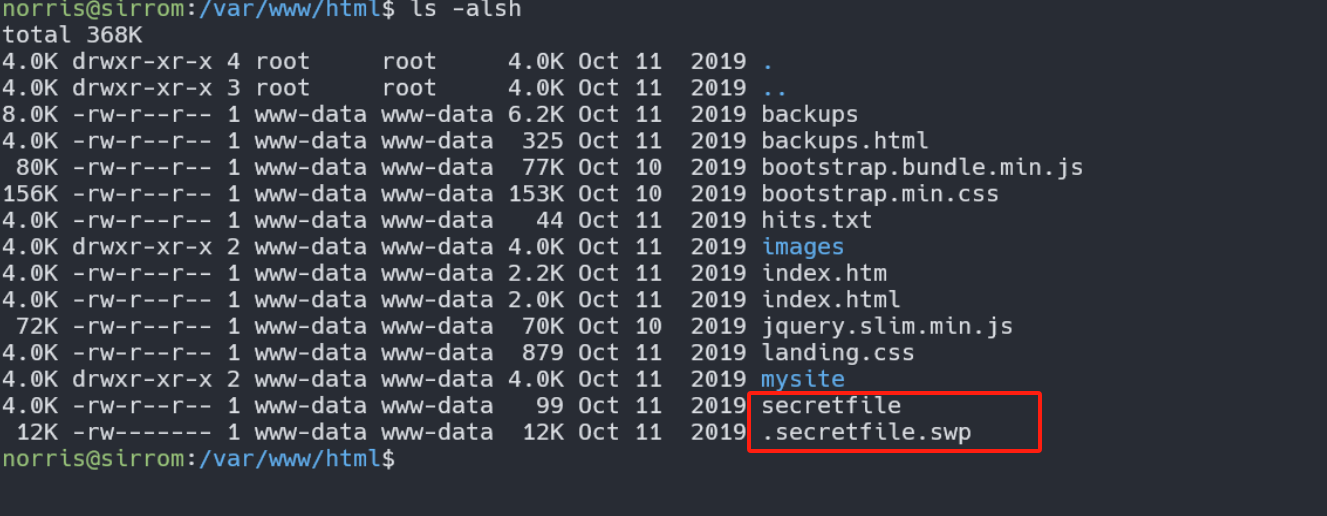 norris@sirrom:/var/www/html$ ls -alsh
total 368K
4.0K drwxr-xr-x 4 root     root     4.0K Oct 11  2019 .
4.0K drwxr-xr-x 3 root     root     4.0K Oct 11  2019 ..
8.0K -rw-r--r-- 1 www-data www-data 6.2K Oct 11  2019 backups
4.0K -rw-r--r-- 1 www-data www-data  325 Oct 11  2019 backups.html
 80K -rw-r--r-- 1 www-data www-data  77K Oct 10  2019 bootstrap.bundle.min.js
156K -rw-r--r-- 1 www-data www-data 153K Oct 10  2019 bootstrap.min.css
4.0K -rw-r--r-- 1 www-data www-data   44 Oct 11  2019 hits.txt
4.0K drwxr-xr-x 2 www-data www-data 4.0K Oct 11  2019 images
4.0K -rw-r--r-- 1 www-data www-data 2.2K Oct 11  2019 index.htm
4.0K -rw-r--r-- 1 www-data www-data 2.0K Oct 11  2019 index.html
 72K -rw-r--r-- 1 www-data www-data  70K Oct 10  2019 jquery.slim.min.js
4.0K -rw-r--r-- 1 www-data www-data  879 Oct 11  2019 landing.css
4.0K drwxr-xr-x 2 www-data www-data 4.0K Oct 11  2019 mysite
4.0K -rw-r--r-- 1 www-data www-data   99 Oct 11  2019 secretfile
 12K -rw------- 1 www-data www-data  12K Oct 11  2019 .secretfile.swp
norris@sirrom:/var/www/html$